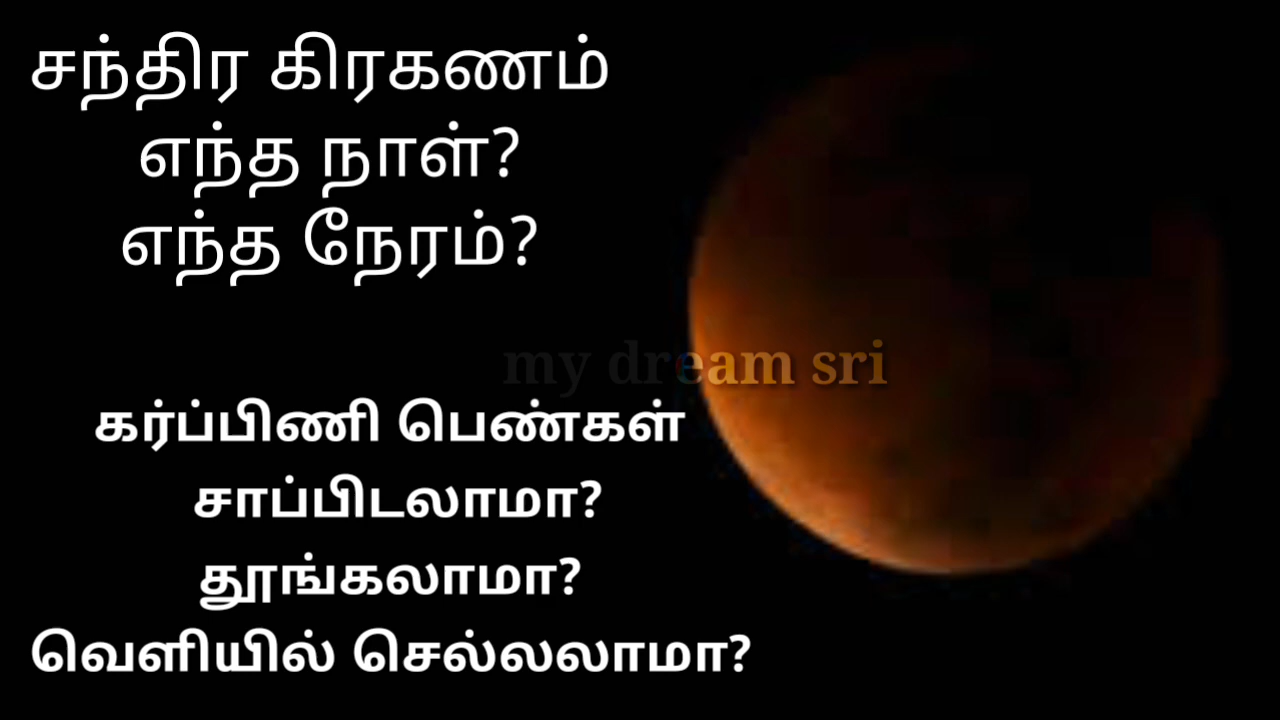 சந்திர கிரகணம்
எந்த நாள்?
எந்த நேரம்?
my dream sri
கர்ப்பிணி பெண்கள்
சாப்பிடலாமா?
தூங்கலாமா?
வெளியில் செல்லலாமா?